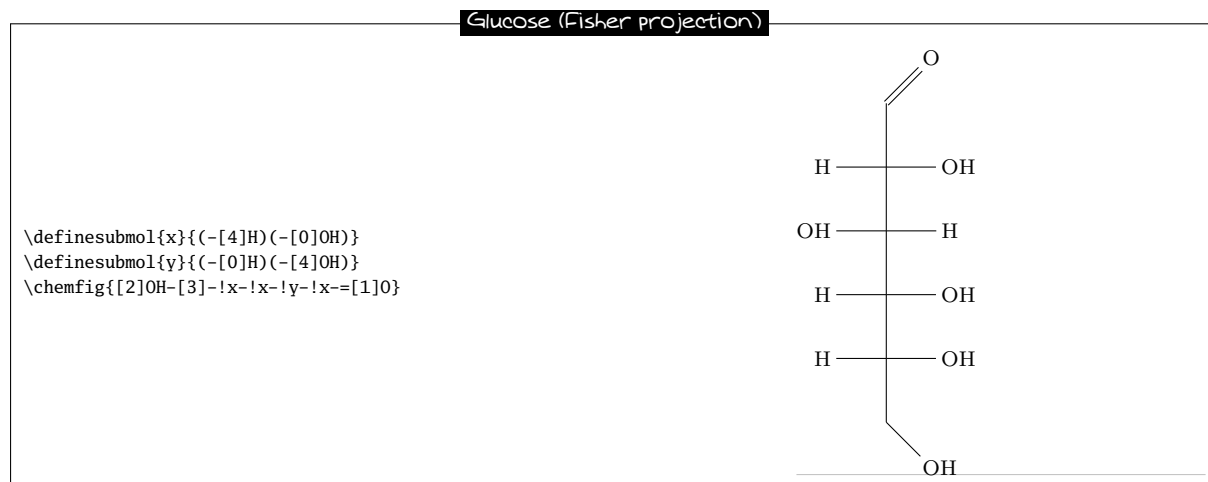 Glucose (Fisher projection)
O
H OH
OH H
\definesubmol{x}{(-[4]H)(-[0]OH)}
\definesubmol{y}{(-[0]H)(-[4]OH)}
\chemfig{[2]OH-[3]-!x-!x-!y-!x-=[1]O}
H OH
H OH
OH